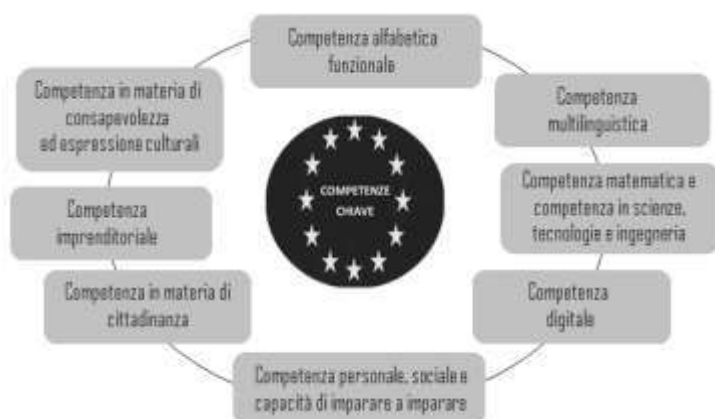 Competenza alfabetica
funzionale
Competenza
multilinguistica
Competenza matematica e
competenza in scienze,
tecnologie e ingegneria
Competenza
digitale
Competenza personale, sociale e
capacità di imparare a imparare
Competenza in materia di
cittadinanza
Competenza
imprenditoriale
Competenza in materia di
consapevolezza
ed espressione culturali
COMPETENZE
CHIAVE